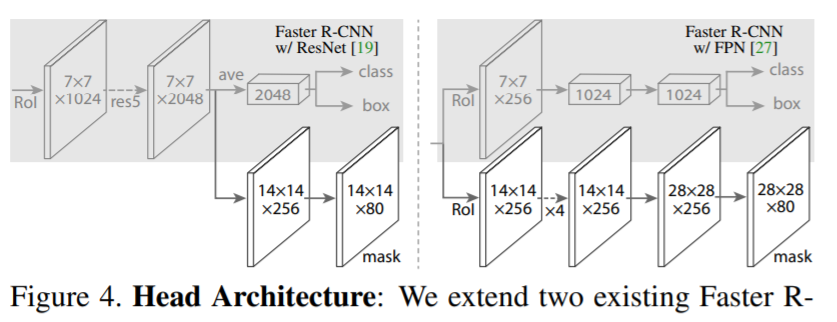 Faster R-CNN
w/ ResNet [19]
RoI
7×7
×1024
res5
7×7
×2048
ave
2048
class
box
14×14
×256
14×14
×80
mask
Faster R-CNN
w/ FPN [27]
RoI
7×7
×256
1024
1024
class
box
RoI
14×14
×256
×4
14×14
×256
28×28
×256
28×28
×80
mask
Figure 4. Head Architecture: We extend two existing Faster R-